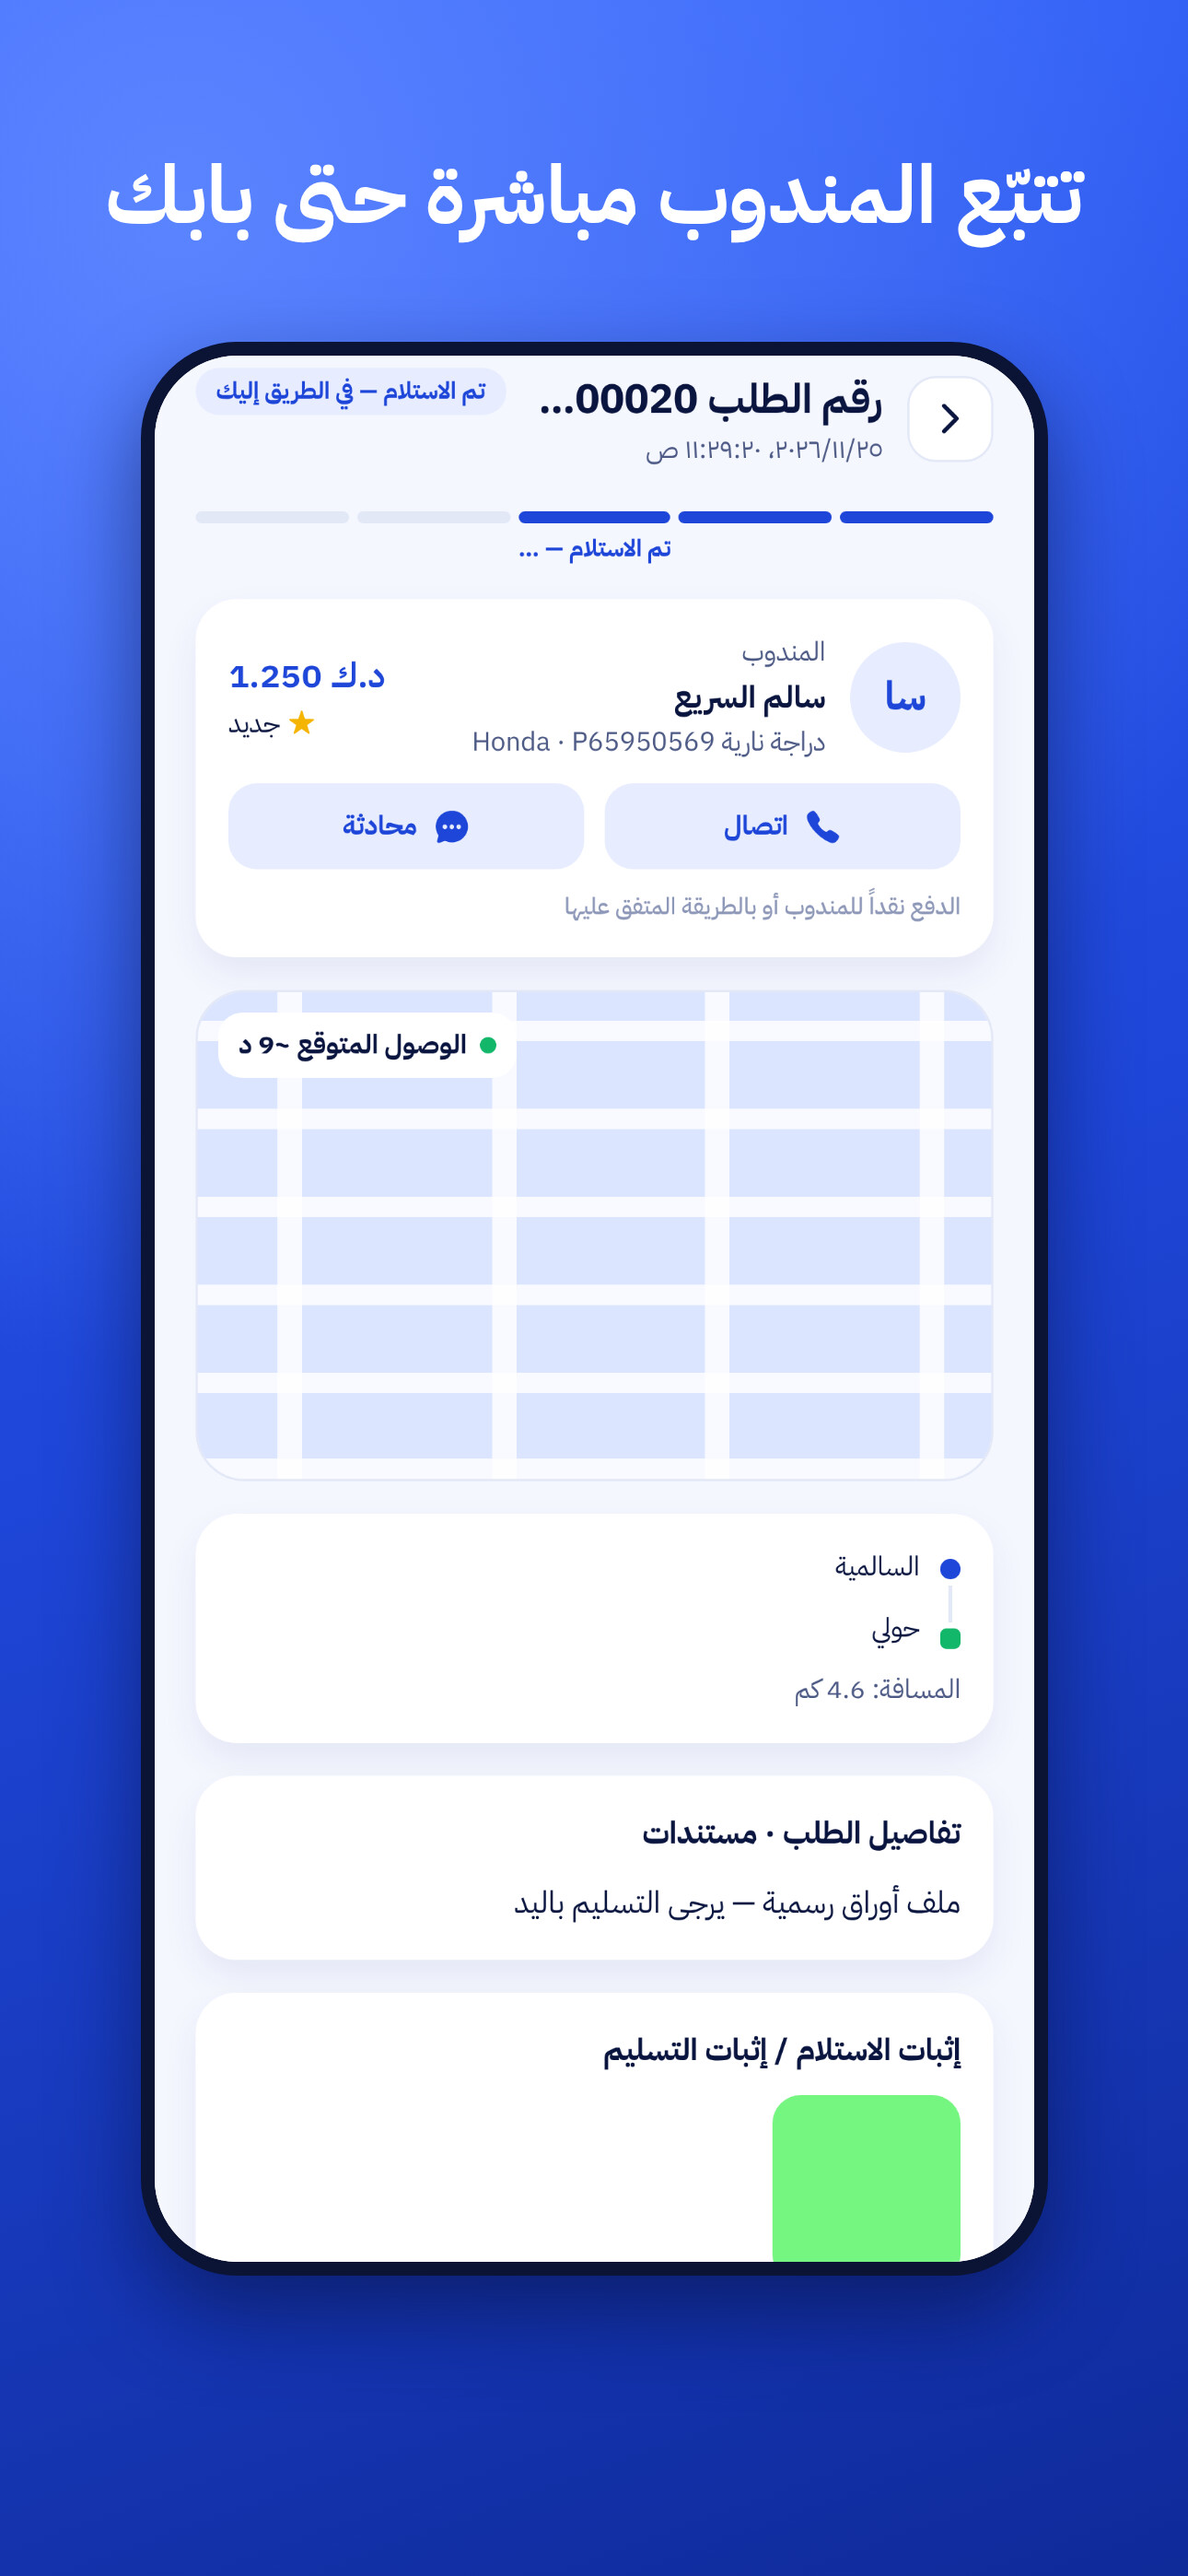 تتبّع المندوب مباشرة حتى بابك
رقم الطلب 00020...
تم الاستلام — في الطريق إليك
٢٠٢٦/١١/٢٥، ١١:٢٩:٢٠ ص
تم الاستلام — ...
سا
المندوب
سالم السريع
دراجة نارية Honda · P65950569
د.ك 1.250
جديد
اتصال
محادثة
الدفع نقداً للمندوب أو بالطريقة المتفق عليها
الوصول المتوقع ~9 د
السالمية
حولي
المسافة: 4.6 كم
تفاصيل الطلب · مستندات
ملف أوراق رسمية — يرجى التسليم باليد
إثبات الاستلام / إثبات التسليم